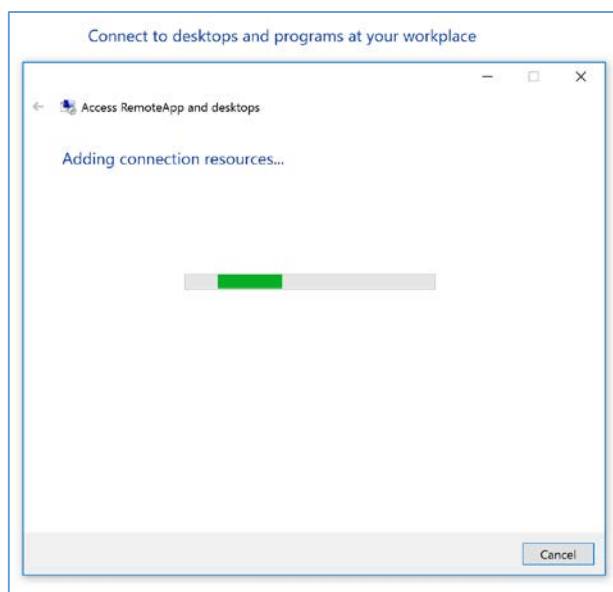 Connect to desktops and programs at your workplace
Access RemoteApp and desktops
Adding connection resources...
Cancel